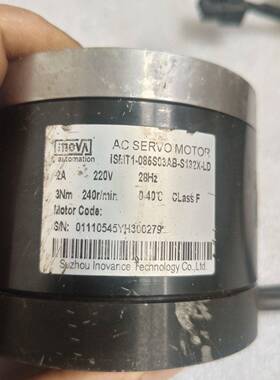 inova
automation
AC SERVO MOTOR
2A 220V 28Hz
3Nm 240r/min 0-40℃ CLass F
Motor Code:
S/N: 01110545YH300279
Suzhou Inovance Technology Co.,Ltd.